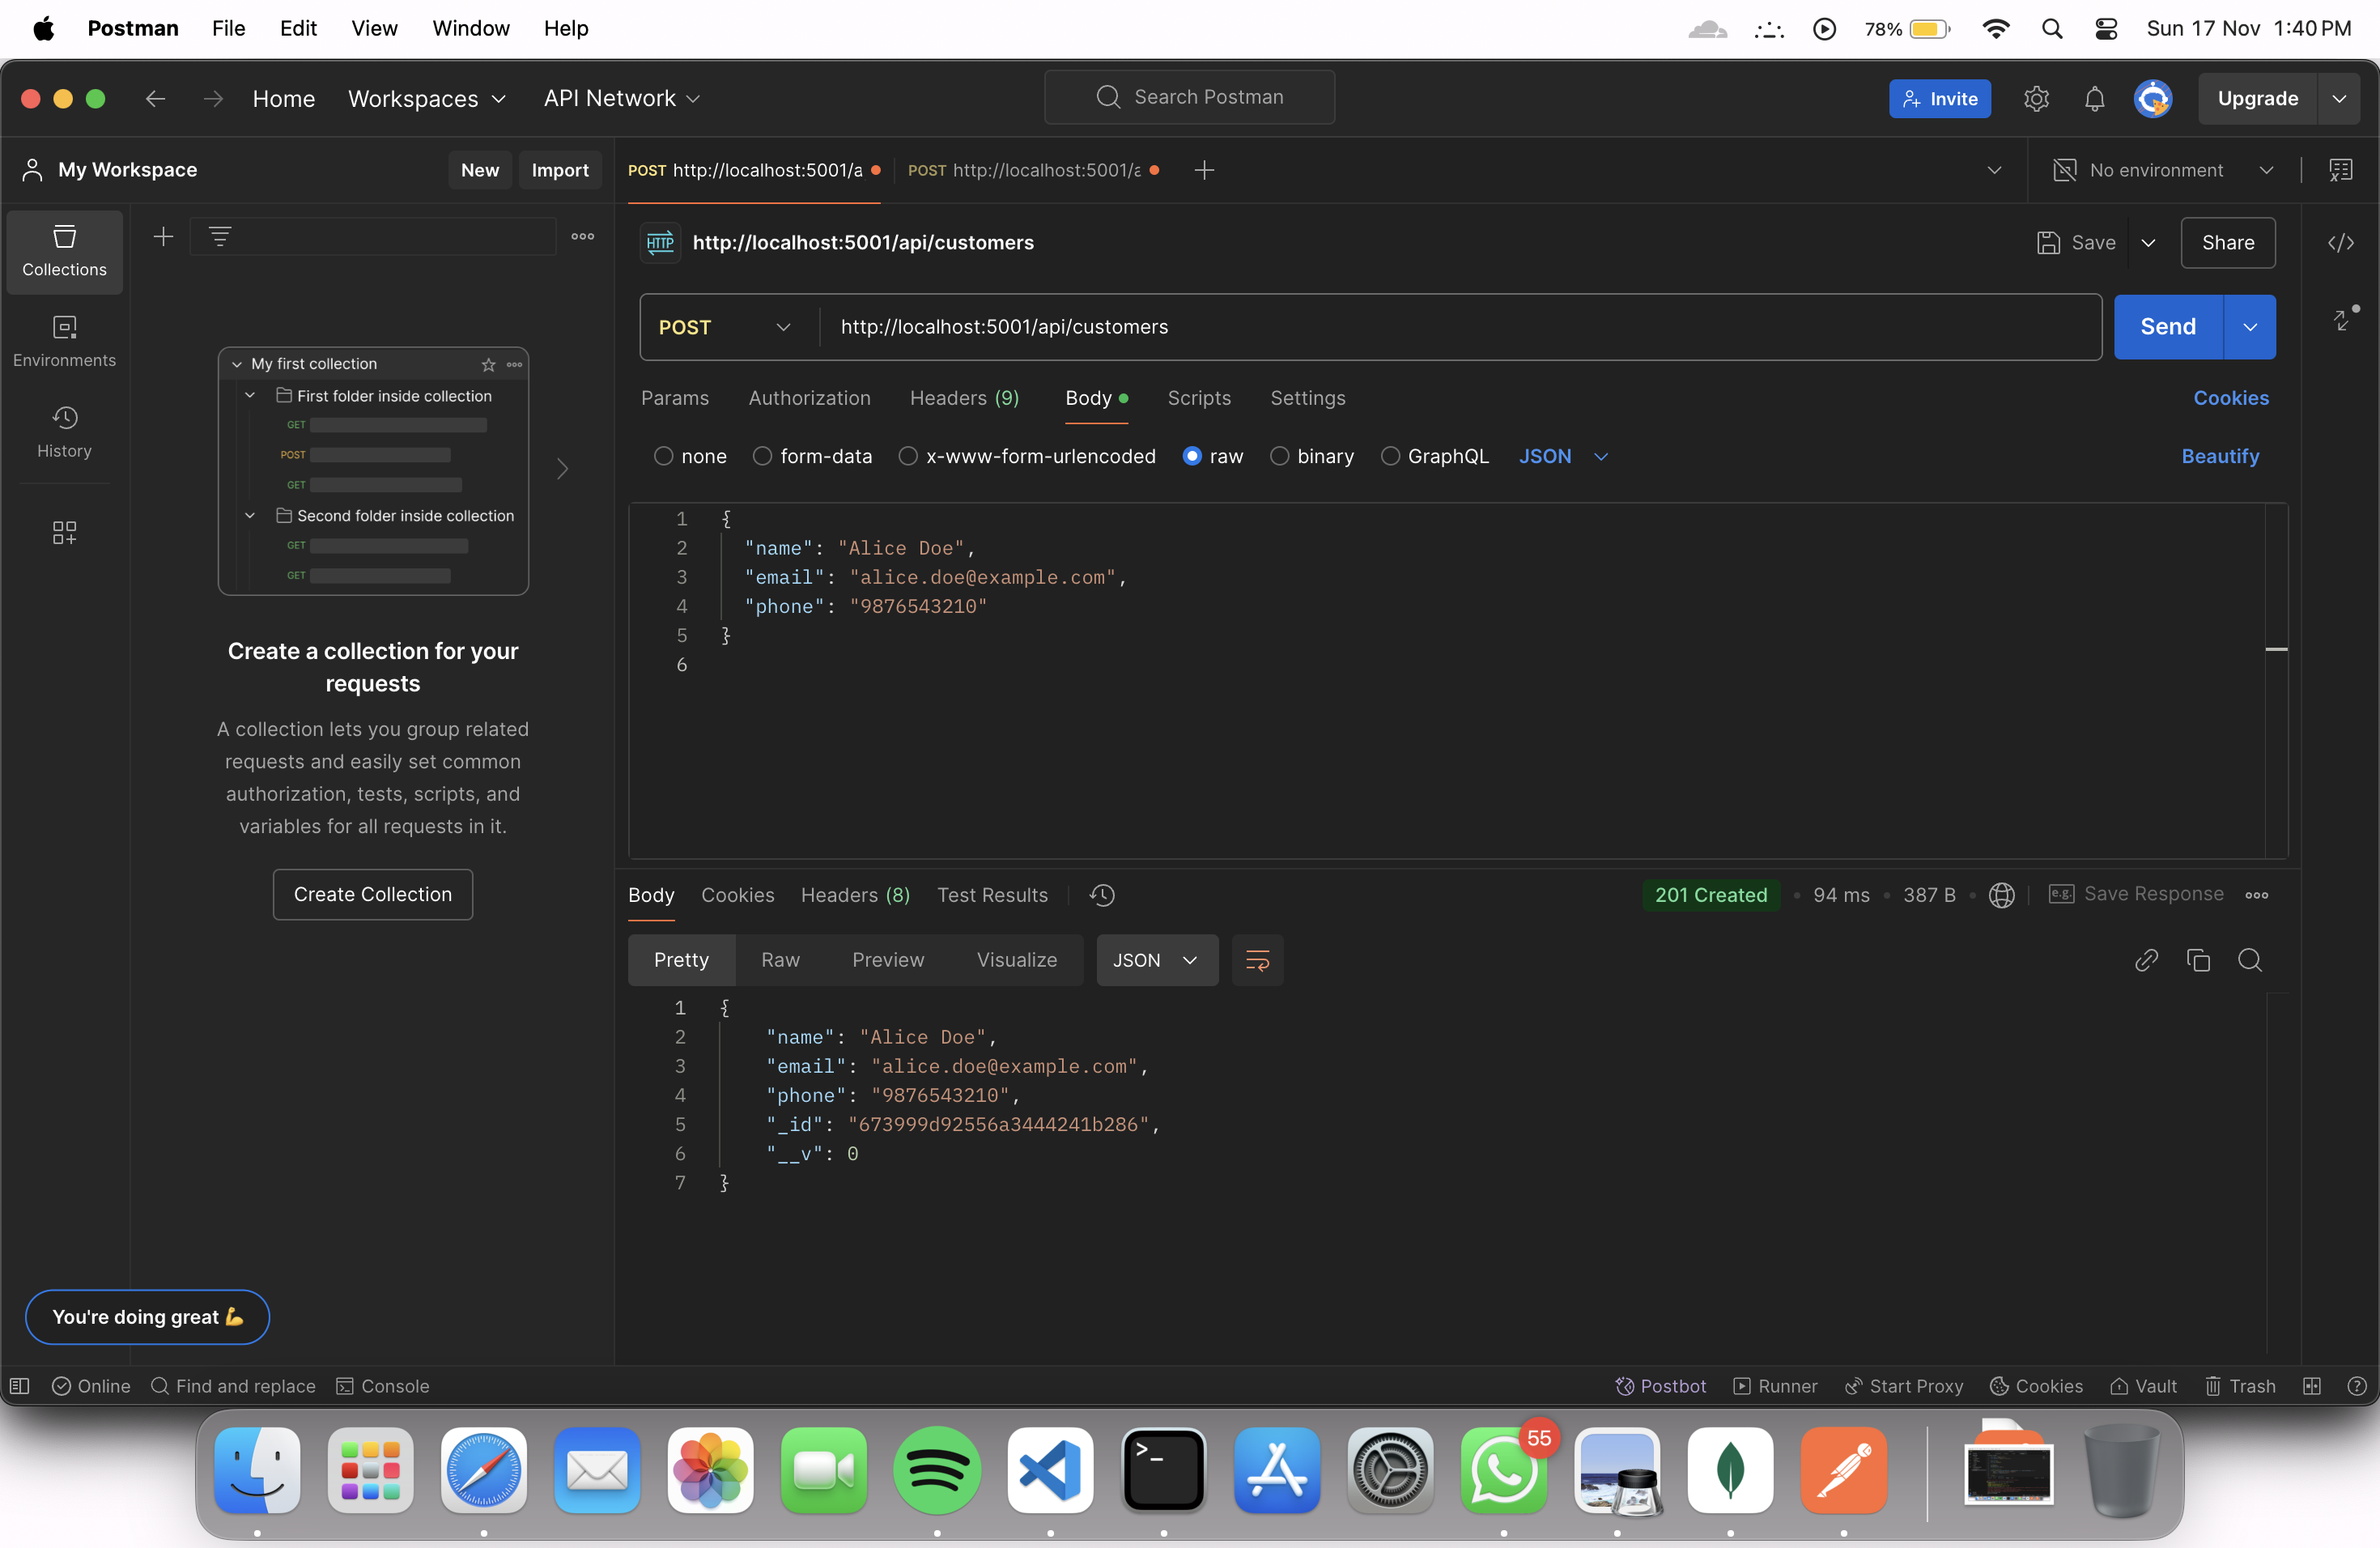 Postman File Edit View Window Help 78% Sun 17 Nov 1:40 PM
Home Workspaces API Network Search Postman Invite Upgrade
My Workspace New Import POST http://localhost:5001/a POST http://localhost:5001/a No environment
Collections
Environments
History
My first collection
First folder inside collection
GET
POST
GET
Second folder inside collection
GET
GET
Create a collection for your
requests
A collection lets you group related
requests and easily set common
authorization, tests, scripts, and
variables for all requests in it.
Create Collection
You're doing great 💪
HTTP http://localhost:5001/api/customers Save Share
POST http://localhost:5001/api/customers Send
Params Authorization Headers (9) Body Scripts Settings Cookies
none form-data x-www-form-urlencoded raw binary GraphQL JSON Beautify
1 {
2 "name": "Alice Doe",
3 "email": "alice.doe@example.com",
4 "phone": "9876543210"
5 }
6
Body Cookies Headers (8) Test Results 201 Created • 94 ms • 387 B • e.g. Save Response
Pretty Raw Preview Visualize JSON
1 {
2 "name": "Alice Doe",
3 "email": "alice.doe@example.com",
4 "phone": "9876543210",
5 "_id": "673999d92556a3444241b286",
6 "__v": 0
7 }
Online Find and replace Console Postbot Runner Start Proxy Cookies Vault Trash
>_ 55